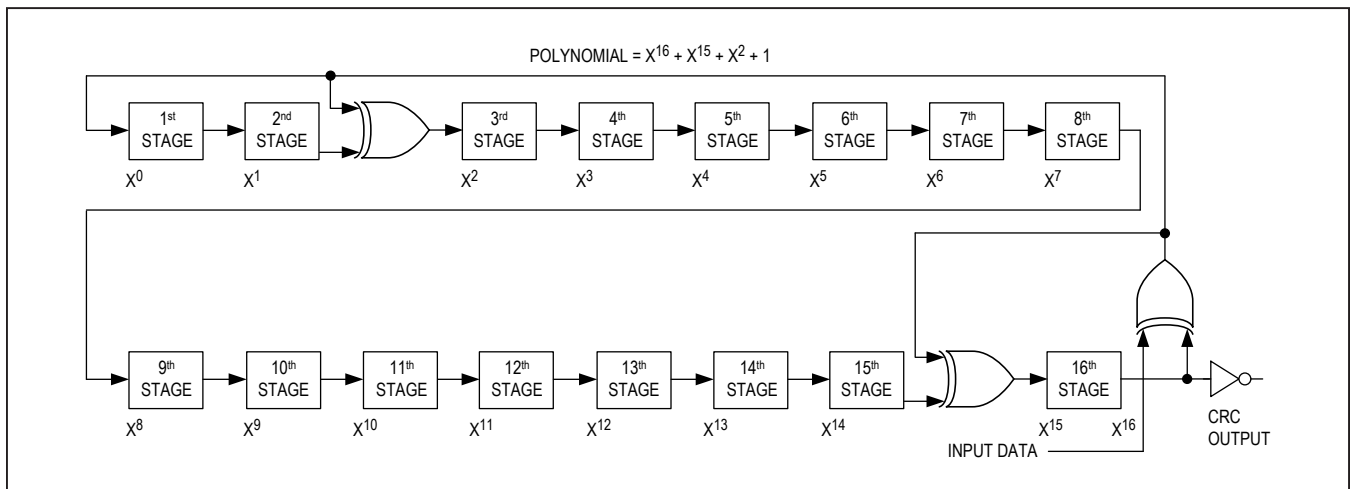 POLYNOMIAL = X¹⁶ + X¹⁵ + X² + 1
1st STAGE
2nd STAGE
3rd STAGE
4th STAGE
5th STAGE
6th STAGE
7th STAGE
8th STAGE
X⁰ X¹ X² X³ X⁴ X⁵ X⁶ X⁷
9th STAGE
10th STAGE
11th STAGE
12th STAGE
13th STAGE
14th STAGE
15th STAGE
16th STAGE
X⁸ X⁹ X¹⁰ X¹¹ X¹² X¹³ X¹⁴ X¹⁵ X¹⁶
CRC
OUTPUT
INPUT DATA